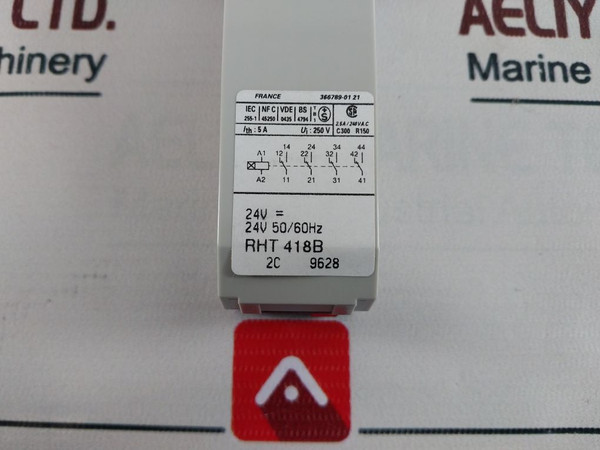 LTD.
AELIY
hinery
Marine
FRANCE 366789-01 21
IEC NF C VDE BS
255-1 45250 0435 4794
2.5A / 240V A.C
Ith : 5 A Ui : 250 V C300 R150
14 24 34 44
A1 12 22 32 42
A2 11 21 31 41
24V =
24V 50/60Hz
RHT 418B
2C 9628